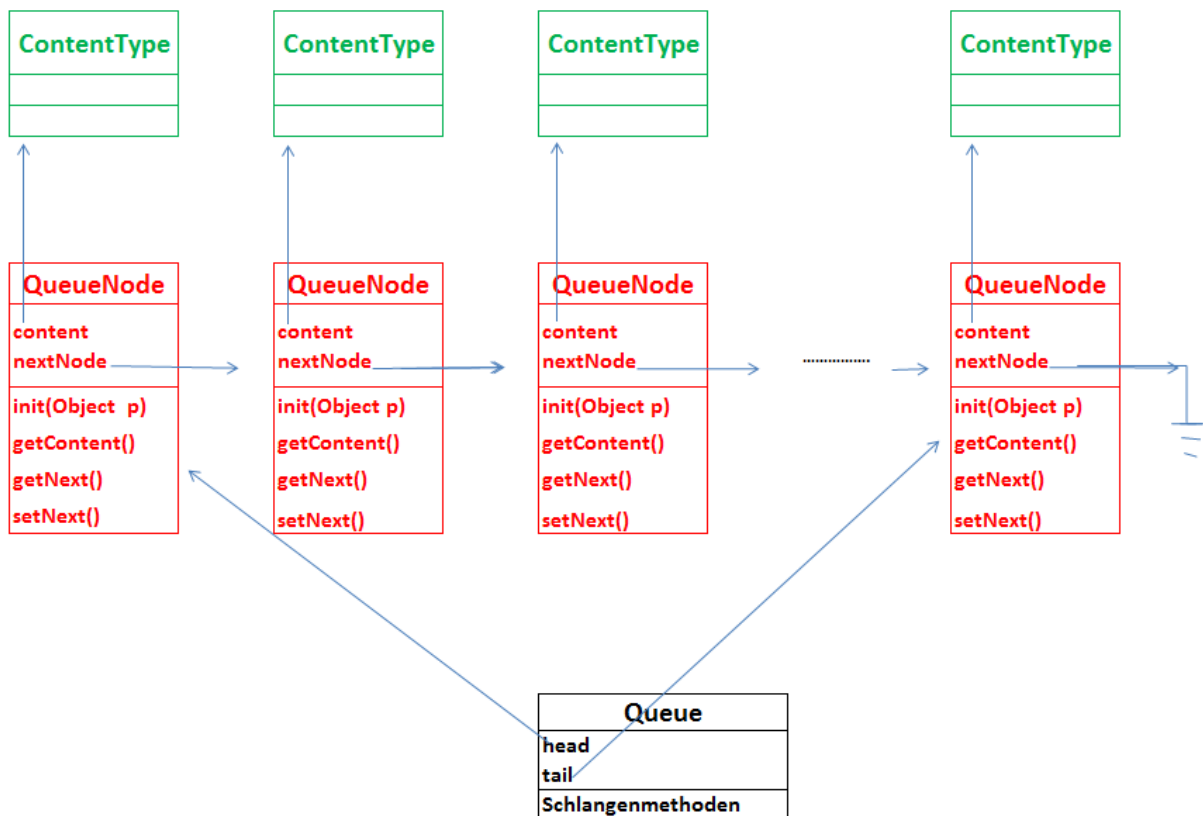 ContentType
ContentType
ContentType
ContentType
QueueNode
content
nextNode
init(Object  p)
getContent()
getNext()
setNext()
QueueNode
content
nextNode
init(Object p)
getContent()
getNext()
setNext()
QueueNode
content
nextNode
init(Object p)
getContent()
getNext()
setNext()
................
QueueNode
content
nextNode
init(Object p)
getContent()
getNext()
setNext()
Queue
head
tail
Schlangenmethoden